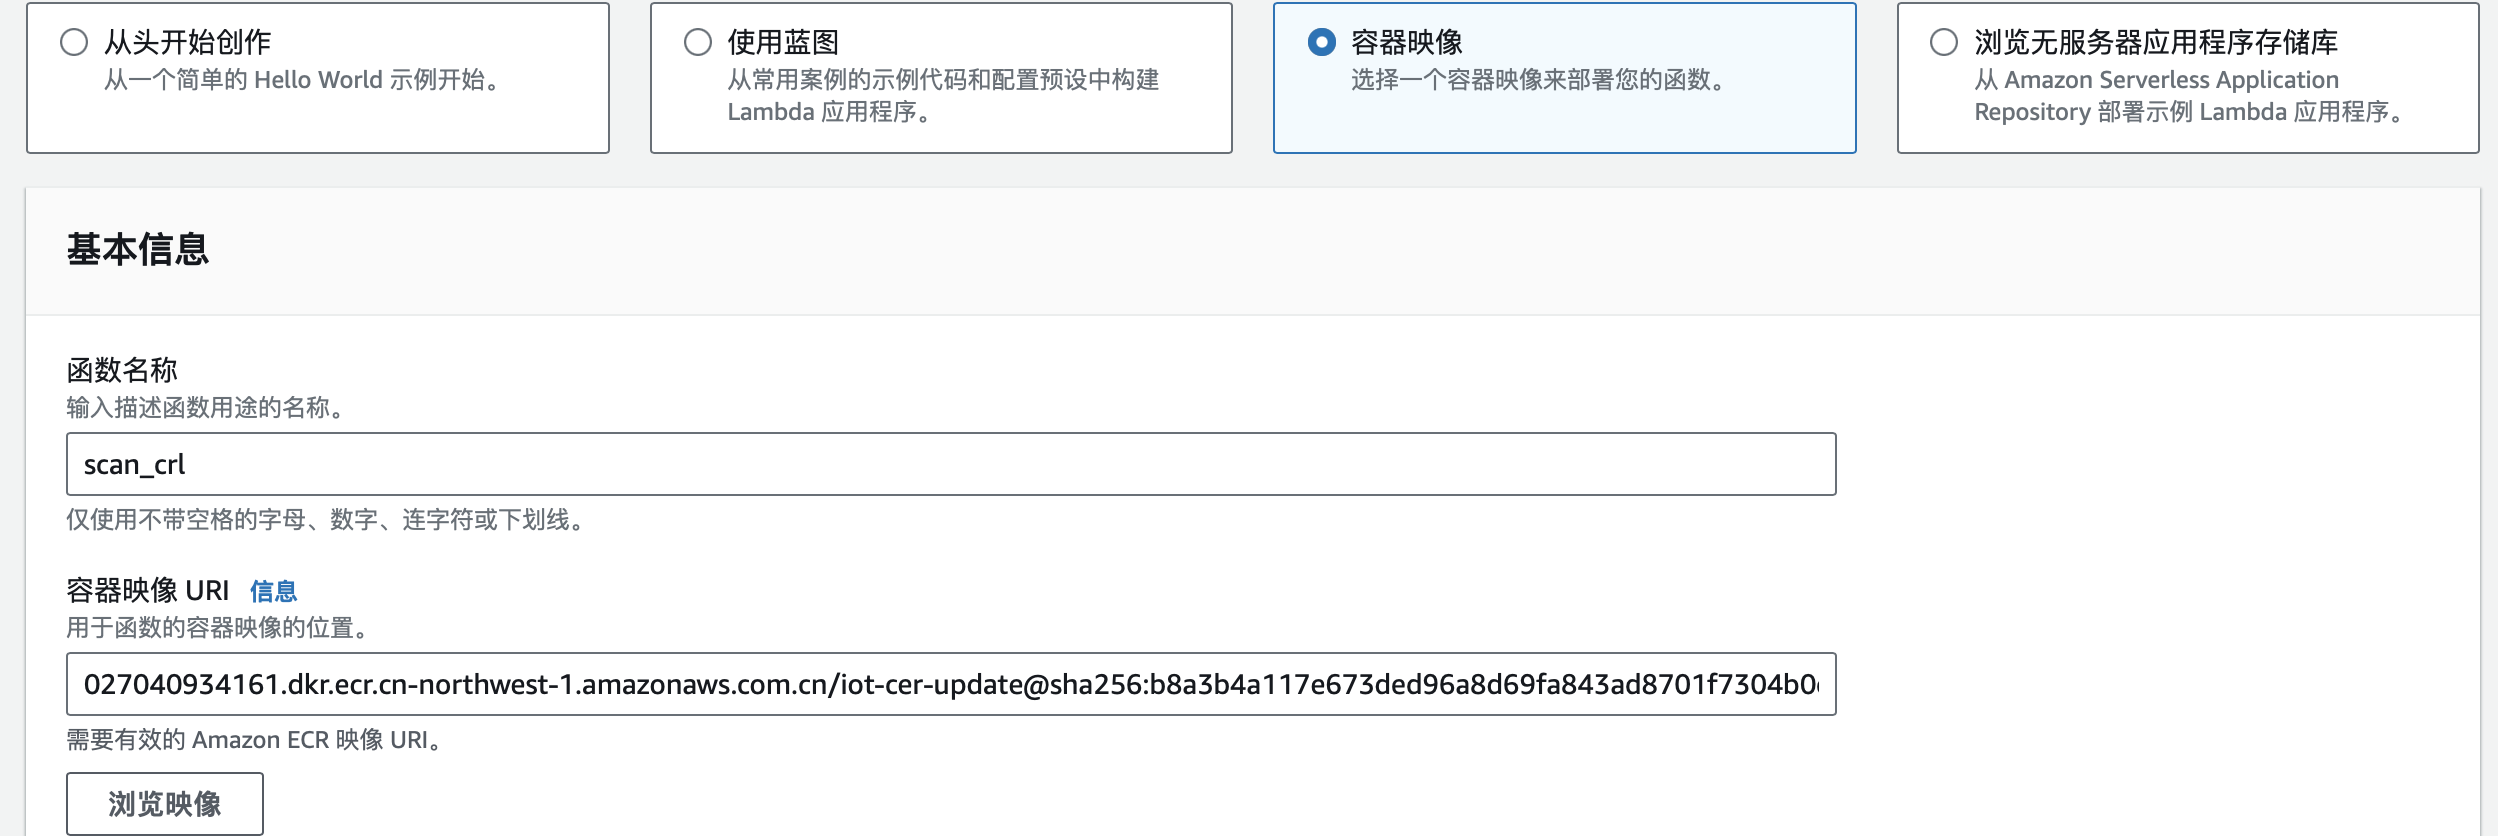 从头开始创作
从一个简单的 Hello World 示例开始。
使用蓝图
从常用案例的示例代码和配置预设中构建
Lambda 应用程序。
容器映像
选择一个容器映像来部署您的函数。
浏览无服务器应用程序存储库
从 Amazon Serverless Application
Repository 部署示例 Lambda 应用程序。
基本信息
函数名称
输入描述函数用途的名称。
scan_crl
仅使用不带空格的字母、数字、连字符或下划线。
容器映像 URI 信息
用于函数的容器映像的位置。
027040934161.dkr.ecr.cn-northwest-1.amazonaws.com.cn/iot-cer-update@sha256:b8a3b4a117e673ded96a8d69fa843ad8701f7304b0
需要有效的 Amazon ECR 映像 URI。
浏览映像